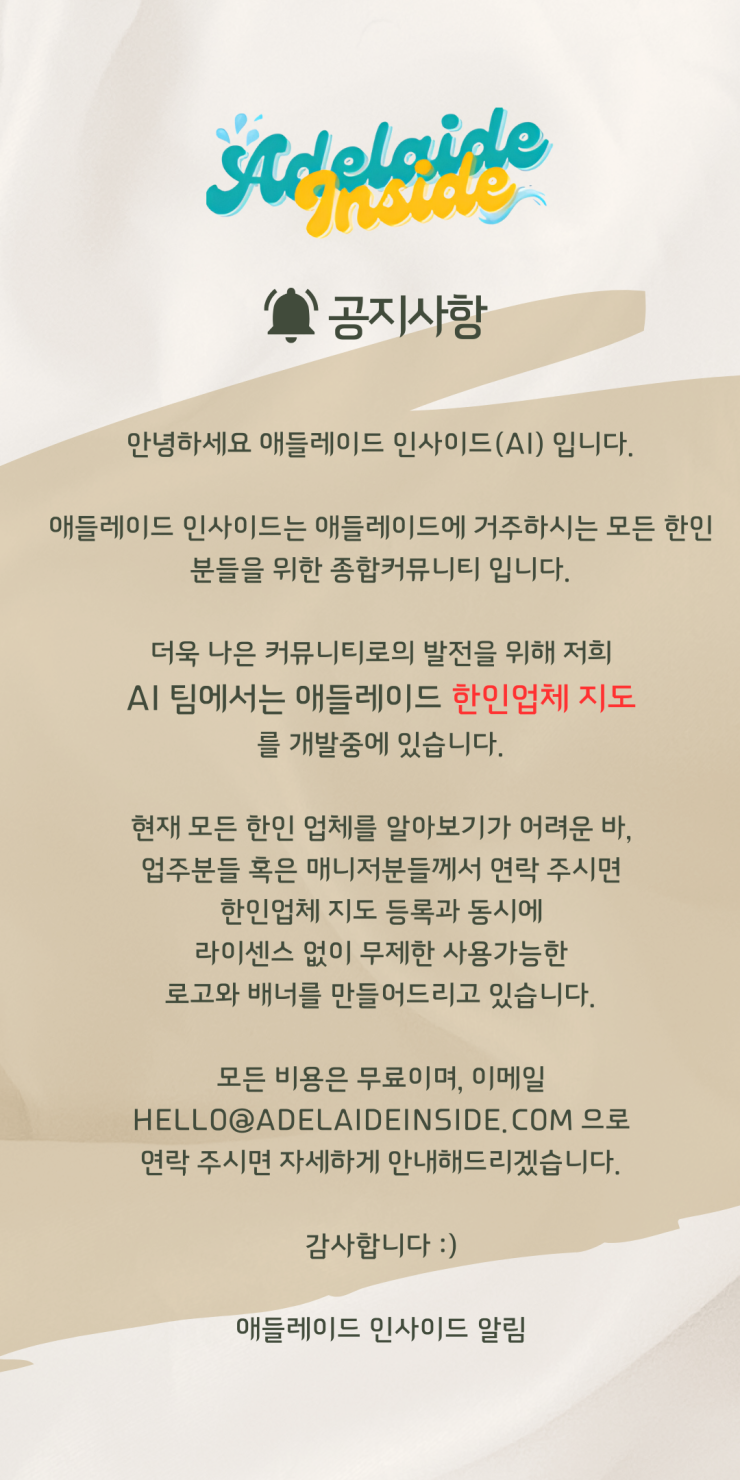 Adelaide
Inside
공지사항
안녕하세요 애들레이드 인사이드(AI) 입니다.
애들레이드 인사이드는 애들레이드에 거주하시는 모든 한인
분들을 위한 종합커뮤니티 입니다.
더욱 나은 커뮤니티로의 발전을 위해 저희
AI 팀에서는 애들레이드 한인업체 지도
를 개발중에 있습니다.
현재 모든 한인 업체를 알아보기가 어려운 바,
업주분들 혹은 매니저분들께서 연락 주시면
한인업체 지도 등록과 동시에
라이센스 없이 무제한 사용가능한
로고와 배너를 만들어드리고 있습니다.
모든 비용은 무료이며, 이메일
HELLO@ADELAIDEINSIDE.COM 으로
연락 주시면 자세하게 안내해드리겠습니다.
감사합니다 :)
애들레이드 인사이드 알림